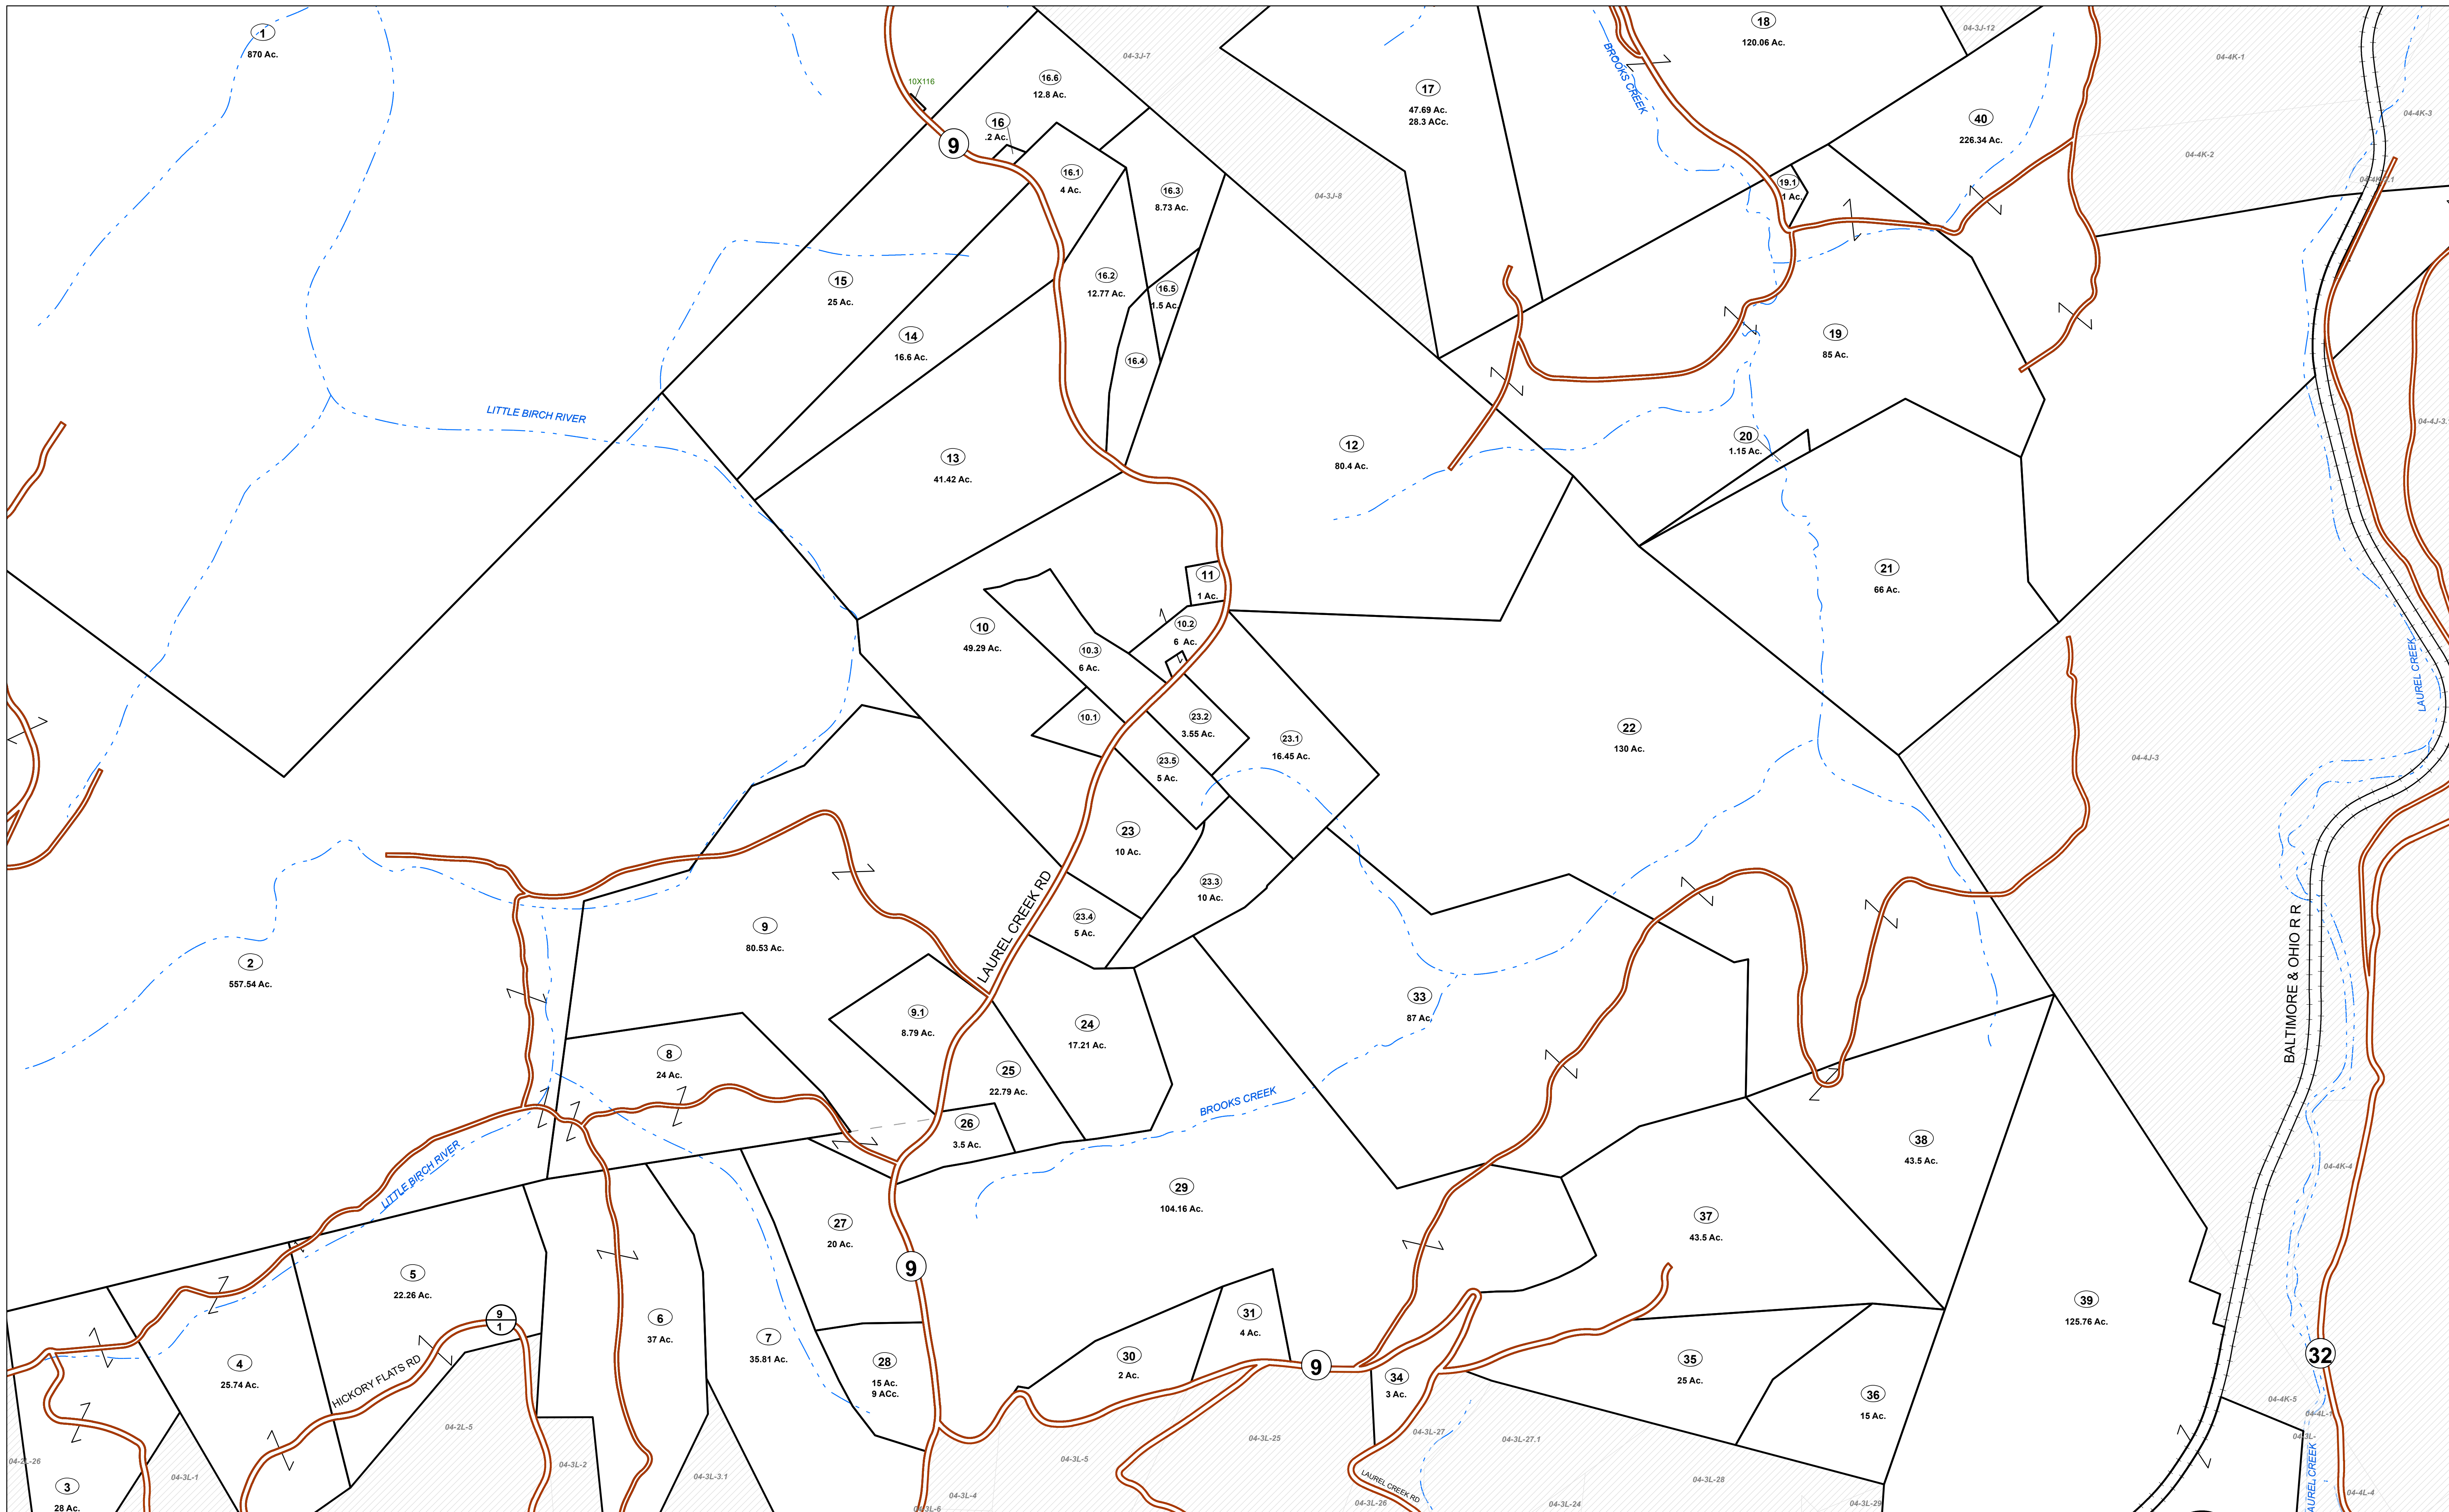 1
870 Ac.
10X116
16.6
12.8 Ac.
04-3J-7
17
47.69 Ac.
28.3 ACc.
BROOKS CREEK
18
120.06 Ac.
04-3J-12
04-4K-1
04-4K-3
40
226.34 Ac.
04-4K-2
16
.2 Ac.
9
16.1
4 Ac.
16.3
8.73 Ac.
04-3J-8
19.1
1 Ac.
15
25 Ac.
16.2
12.77 Ac.
16.5
1.5 Ac.
14
16.6 Ac.
16.4
19
85 Ac.
LITTLE BIRCH RIVER
13
41.42 Ac.
12
80.4 Ac.
20
1.15 Ac.
21
66 Ac.
11
1 Ac.
10
49.29 Ac.
10.2
6 Ac.
10.3
6 Ac.
LAUREL CREEK
10.1
23.2
3.55 Ac.
23.1
16.45 Ac.
22
130 Ac.
23.5
5 Ac.
04-4J-3
23
10 Ac.
23.3
10 Ac.
23.4
5 Ac.
LAUREL CREEK RD
9
80.53 Ac.
2
557.54 Ac.
BALTIMORE & OHIO R R
9.1
8.79 Ac.
24
17.21 Ac.
33
87 Ac.
8
24 Ac.
25
22.79 Ac.
BROOKS CREEK
26
3.5 Ac.
38
43.5 Ac.
LITTLE BIRCH RIVER
04-4K-4
29
104.16 Ac.
27
20 Ac.
37
43.5 Ac.
9
5
22.26 Ac.
9
1
6
37 Ac.
7
35.81 Ac.
31
4 Ac.
39
125.76 Ac.
4
25.74 Ac.
HICKORY FLATS RD
28
15 Ac.
9 ACc.
30
2 Ac.
9
34
3 Ac.
35
25 Ac.
32
36
15 Ac.
04-4K-5
04-2L-5
04-3L-5
04-3L-25
04-3L-27
04-3L-27.1
04-3L-1
04-3L-2
04-3L-3.1
04-3L-4
04-3L-28
LAUREL CREEK RD
LAUREL CREEK
3
28 Ac.
04-3L-6
04-3L-26
04-3L-24
04-3L-29
04-4L-4